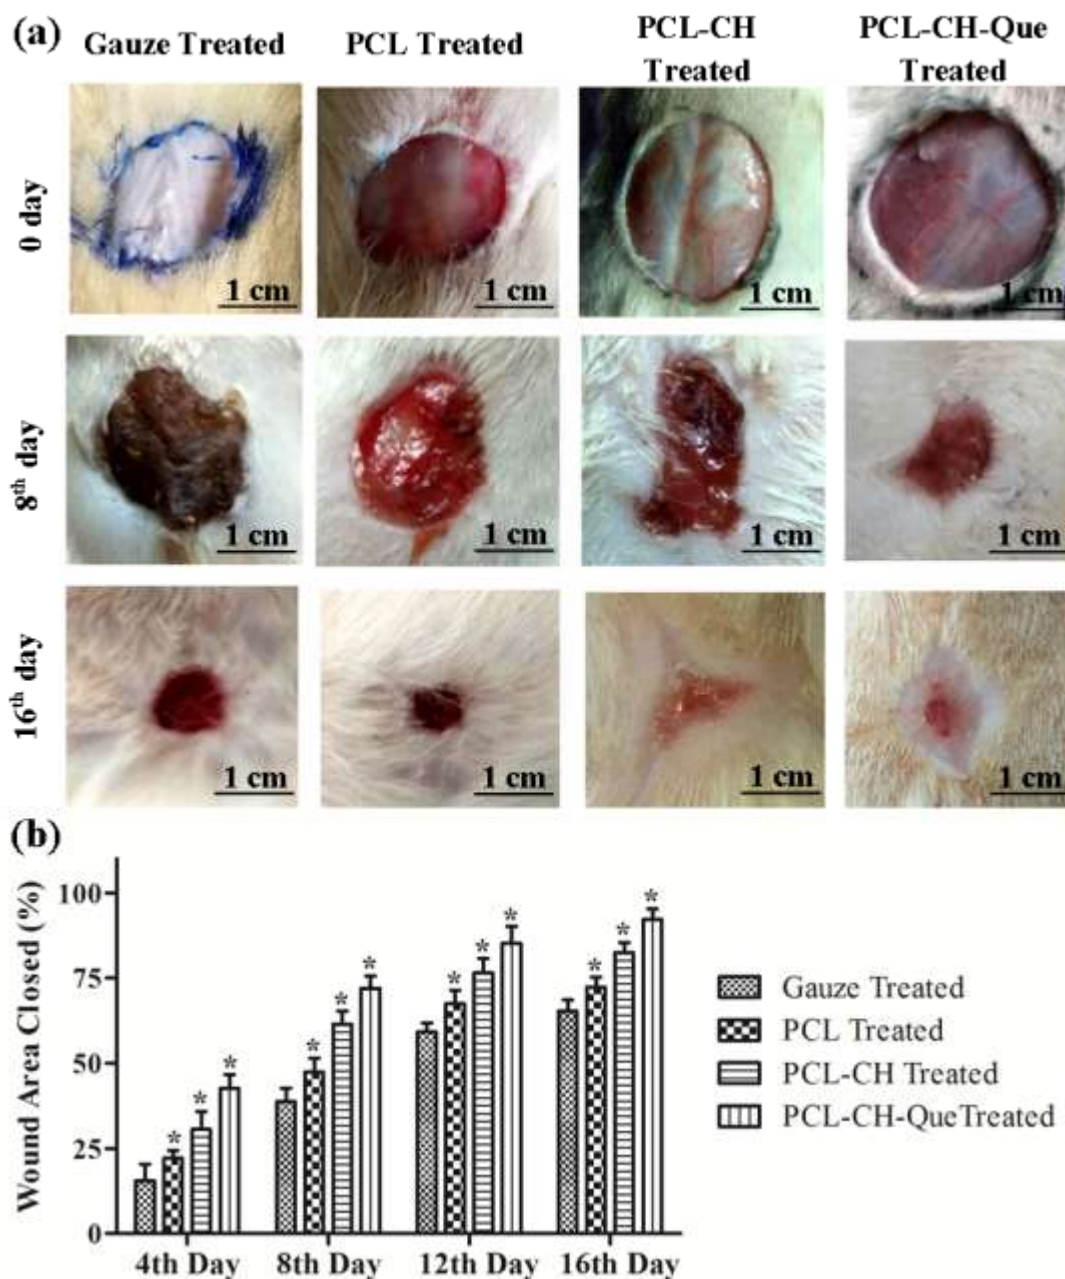 (a)
Gauze Treated
PCL Treated
PCL-CH
Treated
PCL-CH-Que
Treated
0 day
1 cm
1 cm
1 cm
1 cm
8th day
1 cm
1 cm
1 cm
1 cm
16th day
1 cm
1 cm
1 cm
1 cm
(b)
Wound Area Closed (%)
100
75
50
25
0
* * *
* * *
* * *
* * *
4th Day
8th Day
12th Day
16th Day
Gauze Treated
PCL Treated
PCL-CH Treated
PCL-CH-QueTreated